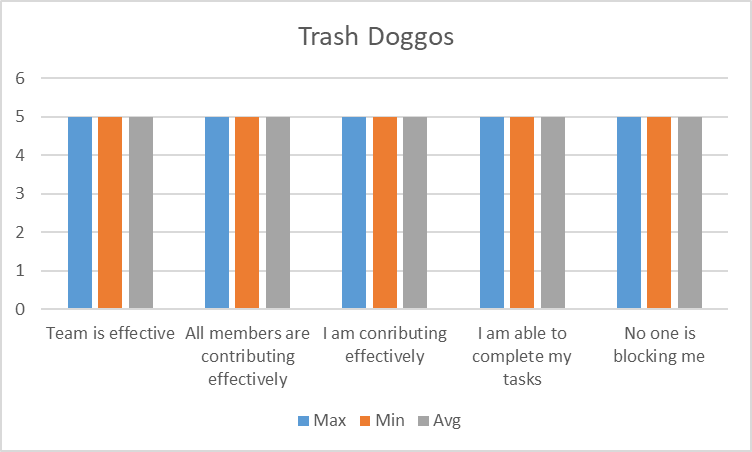 Trash Doggos
6
5
4
3
2
1
0
Team is effective
All members are
contributing
effectively
I am conributing
effectively
I am able to
complete my
tasks
No one is
blocking me
Max Min Avg